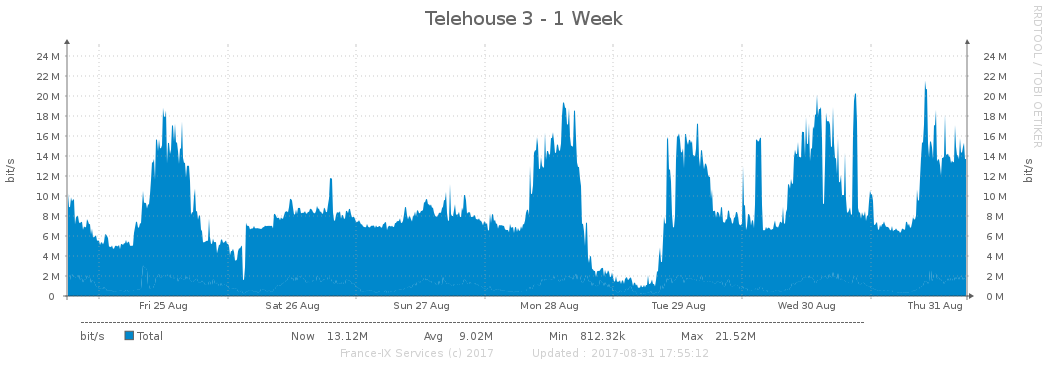 Telehouse 3 - 1 Week
RRDTOOL / TOBI OETIKER
bit/s
24 M
22 M
20 M
18 M
16 M
14 M
12 M
10 M
8 M
6 M
4 M
2 M
0
24 M
22 M
20 M
18 M
16 M
14 M
12 M
10 M
8 M
6 M
4 M
2 M
0 M
bit/s
Fri 25 Aug Sat 26 Aug Sun 27 Aug Mon 28 Aug Tue 29 Aug Wed 30 Aug Thu 31 Aug
bit/s Total Now 13.12M Avg 9.02M Min 812.32k Max 21.52M
France-IX Services (c) 2017 Updated : 2017-08-31 17:55:12